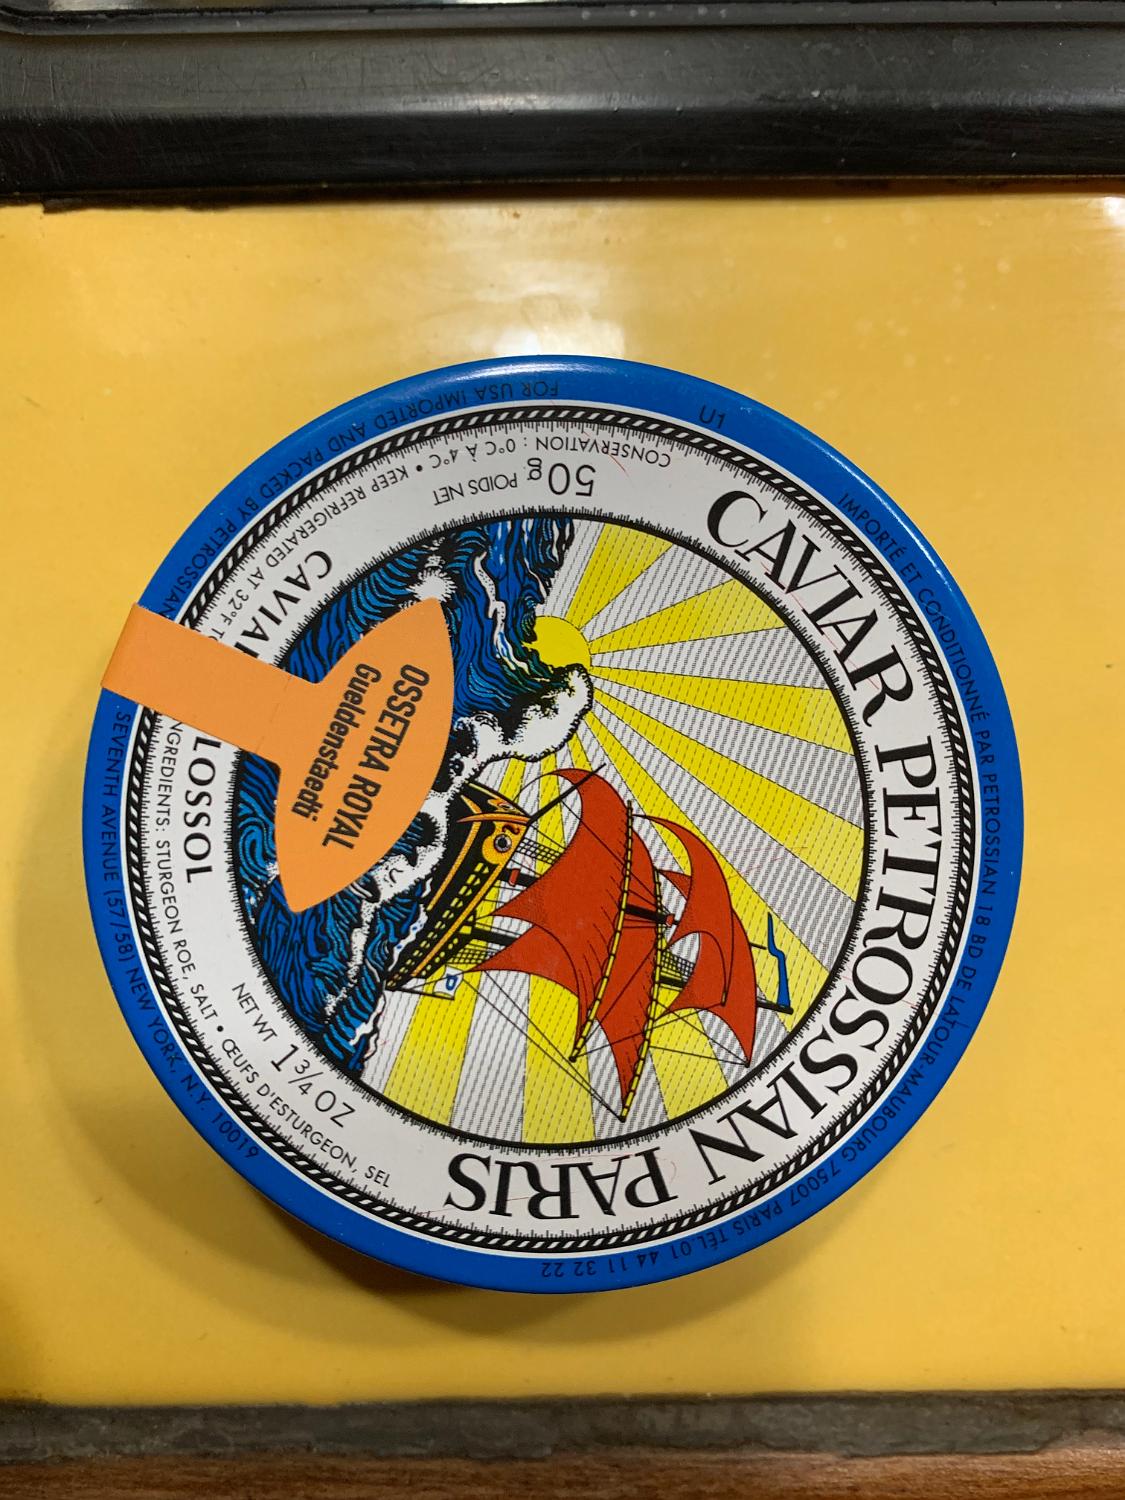 CAVIAR PETROSSIAN PARIS
50g POIDS NET
CONSERVATION : 0°C À 4°C • KEEP REFRIGERATED AT 32°F
CAVIA
LOSSOL
NET WT 1 3/4 OZ
INGREDIENTS: STURGEON ROE, SALT • ŒUFS D'ESTURGEON, SEL
OSSETRA ROYAL
Gueldenstaedti
U1
IMPORTÉ ET CONDITIONNÉ PAR PETROSSIAN 18 BD DE LATOUR-MAUBOURG 75007 PARIS TÉL.01 44 11 32 22
FOR USA IMPORTED AND PACKED BY PETROSSIAN
SEVENTH AVENUE (57/58) NEW YORK, N.Y. 10019